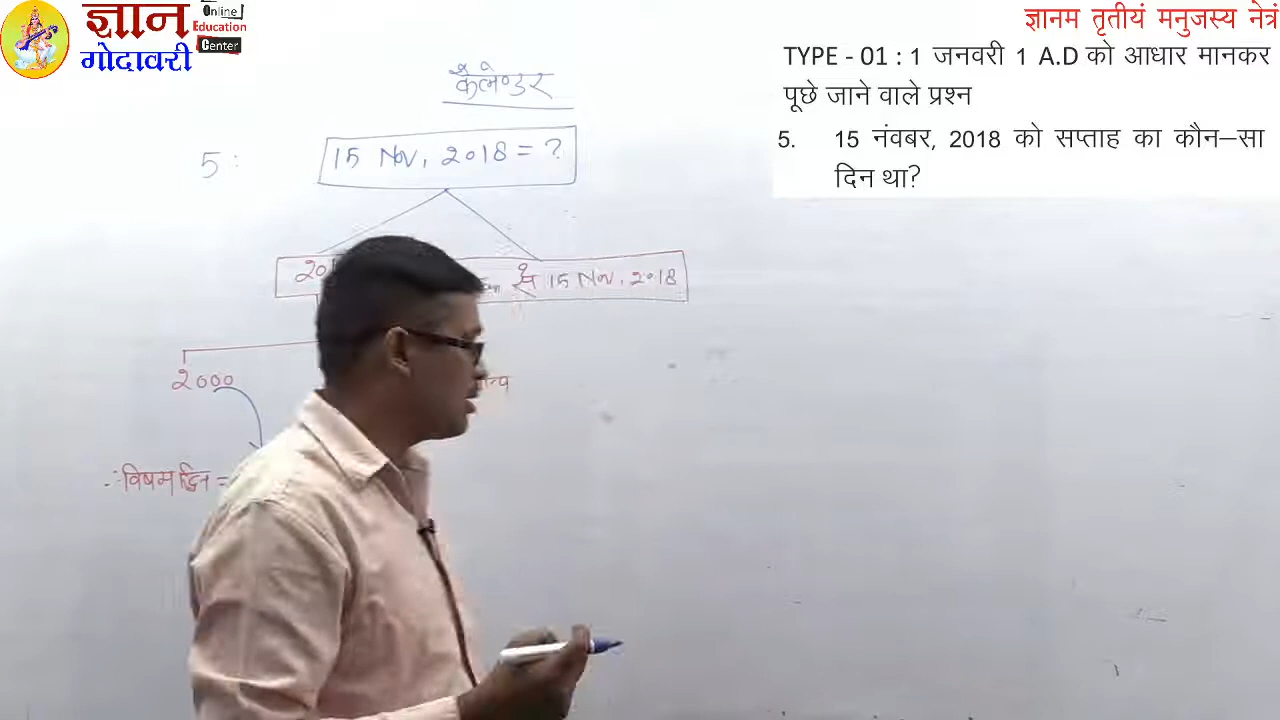 ज्ञान
गोदावरी
Online
Education
Center
ज्ञानम तृतीयं मनुजस्य नेत्रं
TYPE - 01 : 1 जनवरी 1 A.D को आधार मानकर
पूछे जाने वाले प्रश्न
5. 15 नंवबर, 2018 को सप्ताह का कौन–सा
दिन था?
कैलेण्डर
5 :
15 Nov, 2018 = ?
से 15 Nov, 2018
2000
∴ विषम दिन =